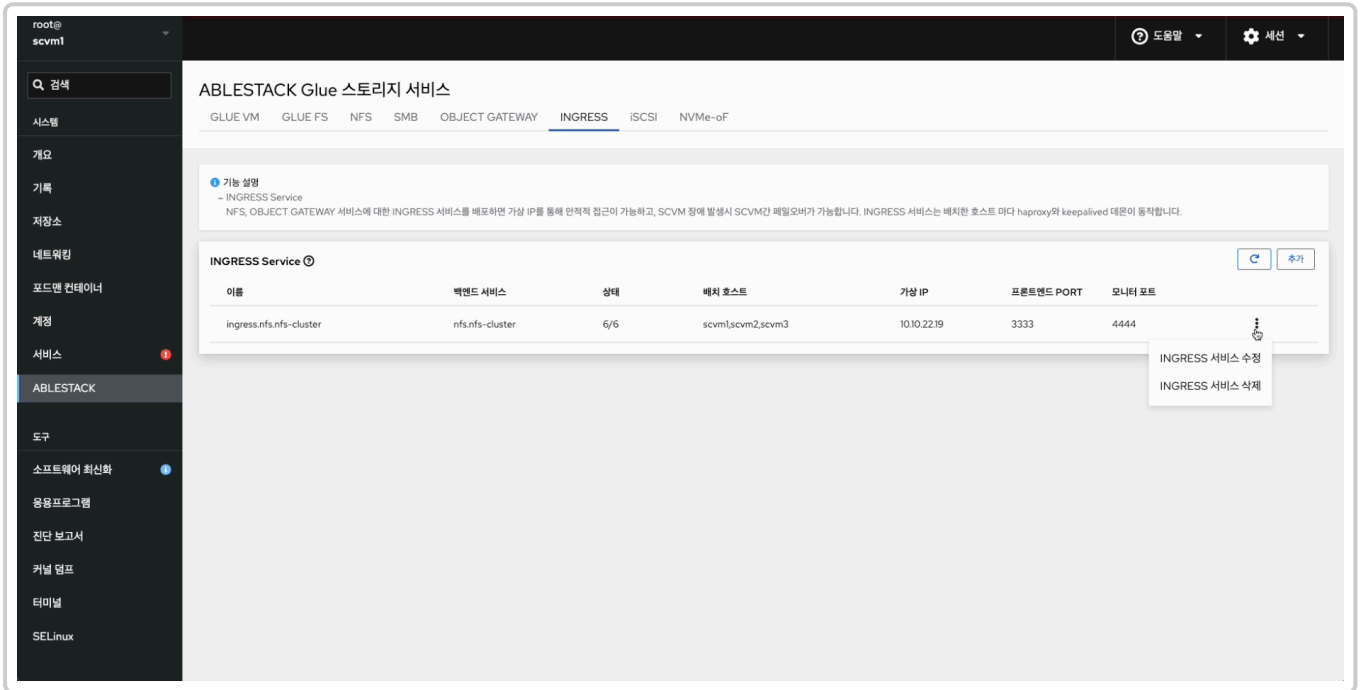 root@
scvm1
도움말
세션
검색
시스템
개요
기록
저장소
네트워킹
포드맨 컨테이너
계정
서비스
ABLESTACK
도구
소프트웨어 최신화
응용프로그램
진단 보고서
커널 덤프
터미널
SELinux
ABLESTACK Glue 스토리지 서비스
GLUE VM GLUE FS NFS SMB OBJECT GATEWAY INGRESS iSCSI NVMe-oF
기능 설명
– INGRESS Service
NFS, OBJECT GATEWAY 서비스에 대한 INGRESS 서비스를 배포하면 가상 IP를 통해 안적적 접근이 가능하고, SCVM 장애 발생시 SCVM간 페일오버가 가능합니다. INGRESS 서비스는 배치한 호스트 마다 haproxy와 keepalived 데몬이 동작합니다.
INGRESS Service
추가
이름 백엔드 서비스 상태 배치 호스트 가상 IP 프론트엔드 PORT 모니터 포트
ingress.nfs.nfs-cluster nfs.nfs-cluster 6/6 scvm1,scvm2,scvm3 10.10.22.19 3333 4444
INGRESS 서비스 수정
INGRESS 서비스 삭제